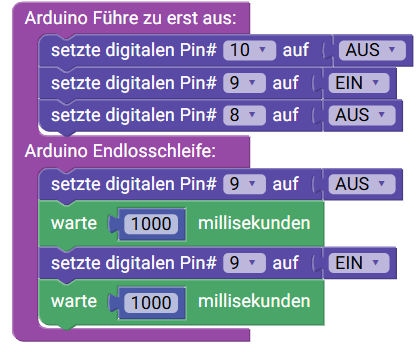 Arduino Führe zu erst aus:
setzte digitalen Pin# 10 auf AUS
setzte digitalen Pin# 9 auf EIN
setzte digitalen Pin# 8 auf AUS
Arduino Endlosschleife:
setzte digitalen Pin# 9 auf AUS
warte 1000 millisekunden
setzte digitalen Pin# 9 auf EIN
warte 1000 millisekunden